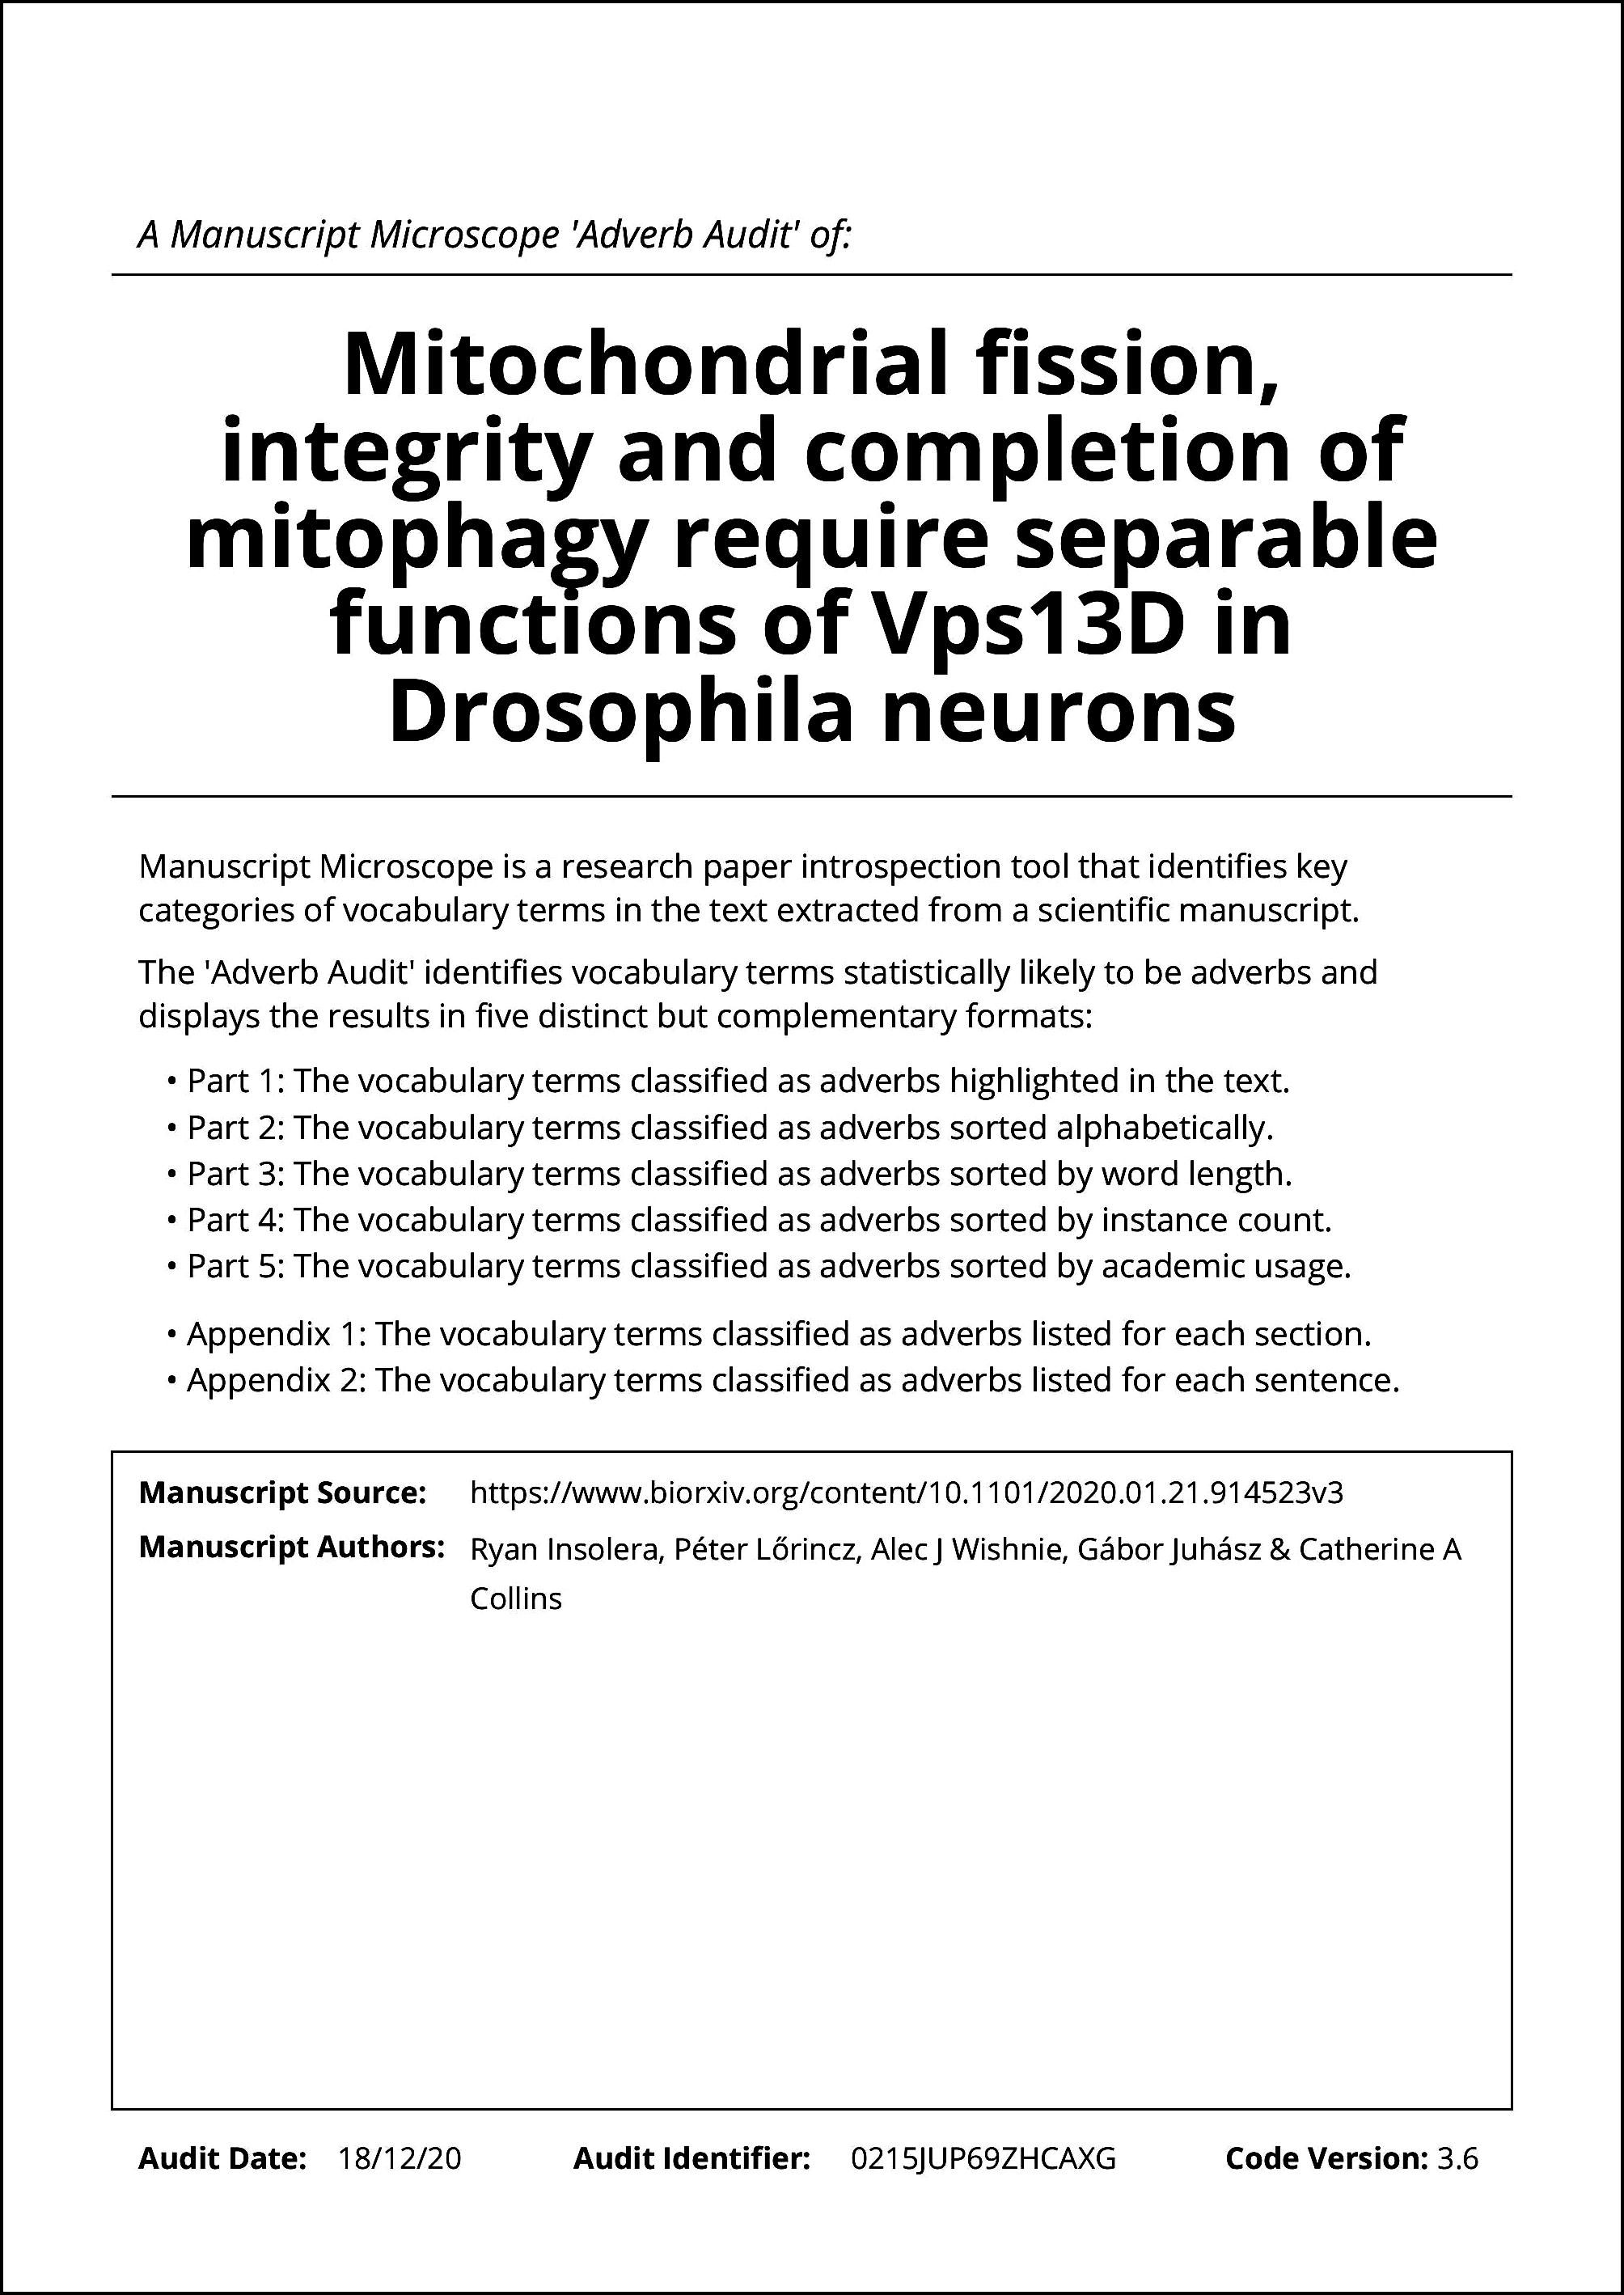 A Manuscript Microscope 'Adverb Audit' of:
Mitochondrial fission,
integrity and completion of
mitophagy require separable
functions of Vps13D in
Drosophila neurons
Manuscript Microscope is a research paper introspection tool that identifies key
categories of vocabulary terms in the text extracted from a scientific manuscript.
The 'Adverb Audit' identifies vocabulary terms statistically likely to be adverbs and
displays the results in five distinct but complementary formats:
• Part 1: The vocabulary terms classified as adverbs highlighted in the text.
• Part 2: The vocabulary terms classified as adverbs sorted alphabetically.
• Part 3: The vocabulary terms classified as adverbs sorted by word length.
• Part 4: The vocabulary terms classified as adverbs sorted by instance count.
• Part 5: The vocabulary terms classified as adverbs sorted by academic usage.
• Appendix 1: The vocabulary terms classified as adverbs listed for each section.
• Appendix 2: The vocabulary terms classified as adverbs listed for each sentence.
Manuscript Source: https://www.biorxiv.org/content/10.1101/2020.01.21.914523v3
Manuscript Authors: Ryan Insolera, Péter Lőrincz, Alec J Wishnie, Gábor Juhász & Catherine A
Collins
Audit Date: 18/12/20 Audit Identifier: 0215JUP69ZHCAXG Code Version: 3.6